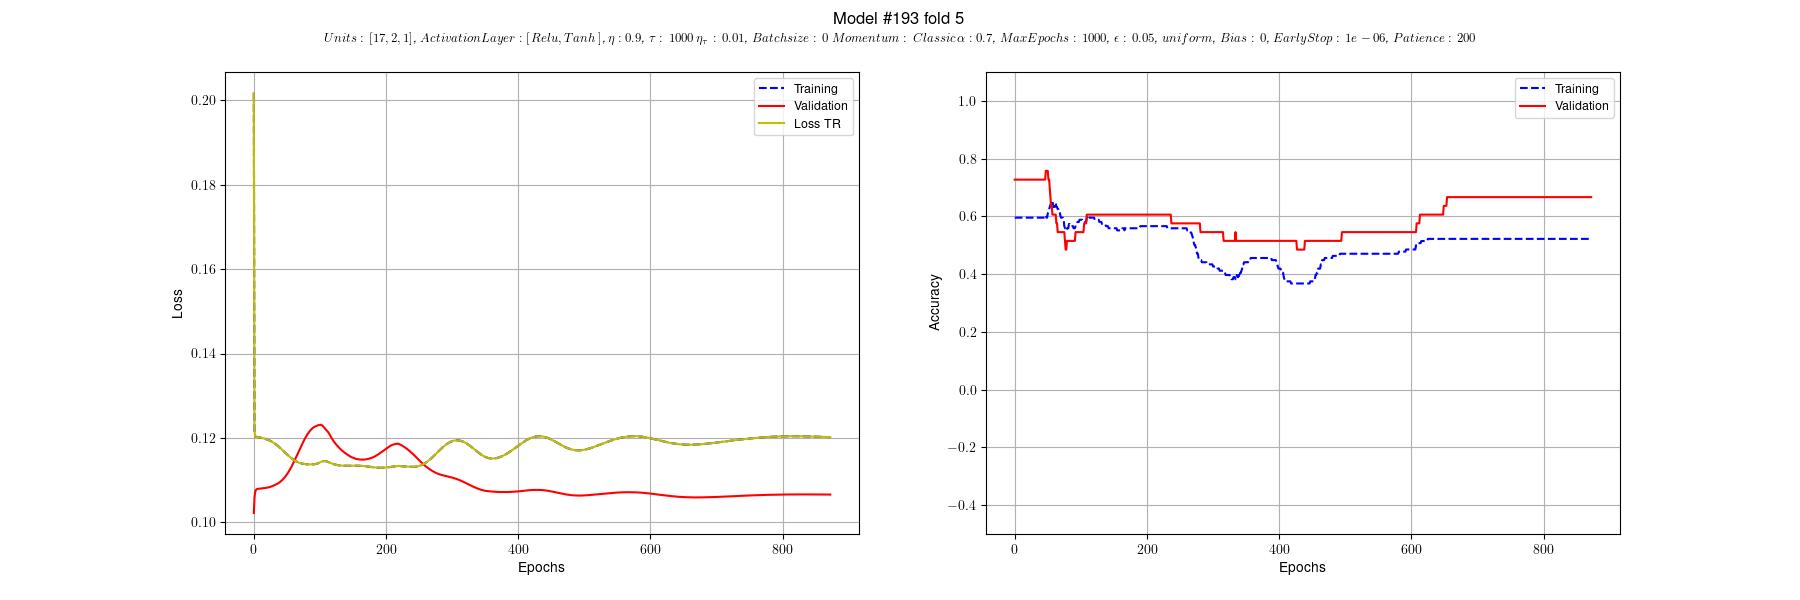 Model #193 fold 5
Units : [17, 2, 1], ActivationLayer : [Relu, Tanh], η : 0.9, τ : 1000 η_τ : 0.01, Batchsize : 0 Momentum : Classicα : 0.7, MaxEpochs : 1000, ϵ : 0.05, uniform, Bias : 0, EarlyStop : 1e − 06, Patience : 200
Training
Validation
Loss TR
0.20
0.18
0.16
0.14
0.12
0.10
Loss
0 200 400 600 800
Epochs
Training
Validation
1.0
0.8
0.6
0.4
0.2
0.0
−0.2
−0.4
Accuracy
0 200 400 600 800
Epochs